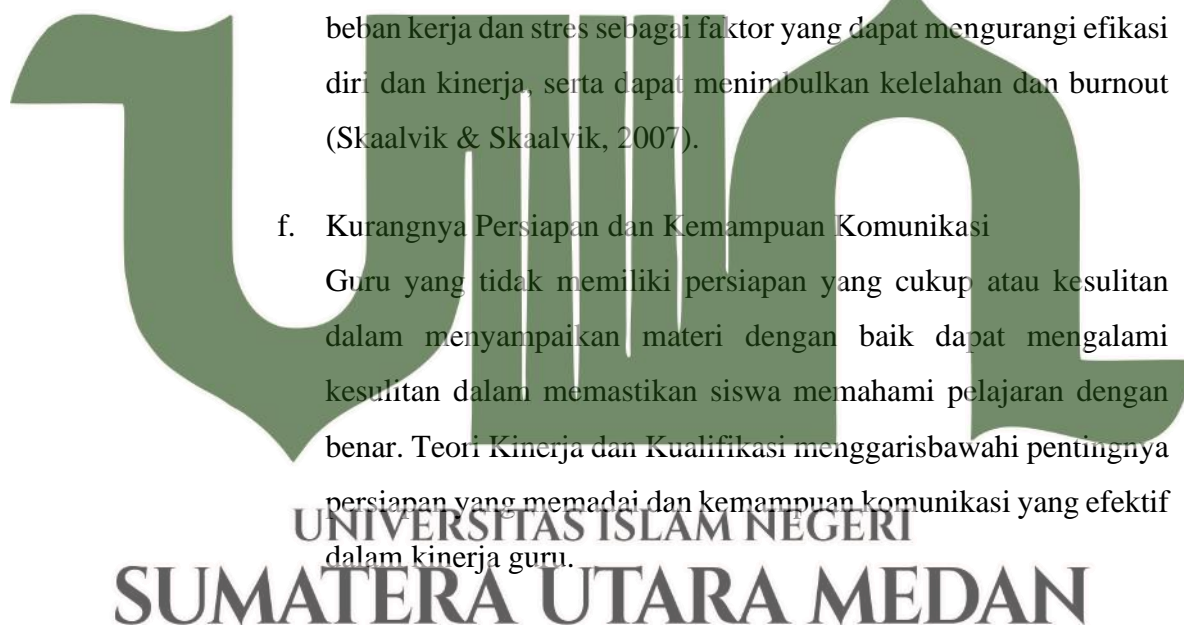 beban kerja dan stres sebagai faktor yang dapat mengurangi efikasi
diri dan kinerja, serta dapat menimbulkan kelelahan dan burnout
(Skaalvik & Skaalvik, 2007).
f. Kurangnya Persiapan dan Kemampuan Komunikasi
Guru yang tidak memiliki persiapan yang cukup atau kesulitan
dalam menyampaikan materi dengan baik dapat mengalami
kesulitan dalam memastikan siswa memahami pelajaran dengan
benar. Teori Kinerja dan Kualifikasi menggarisbawahi pentingnya
persiapan yang memadai dan kemampuan komunikasi yang efektif
UNIVERSITAS ISLAM NEGERI
dalam kinerja guru.
SUMATERA UTARA MEDAN